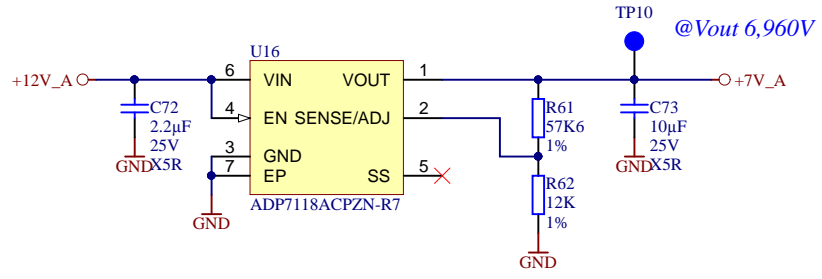 TP10
@Vout 6,960V
U16
+12V_A
6
VIN
VOUT
1
+7V_A
C72
2.2µF
25V
X5R
GND
4
EN
SENSE/ADJ
2
R61
57K6
1%
C73
10µF
25V
X5R
GND
3
GND
7
EP
SS
5
R62
12K
1%
ADP7118ACPZN-R7
GND
GND